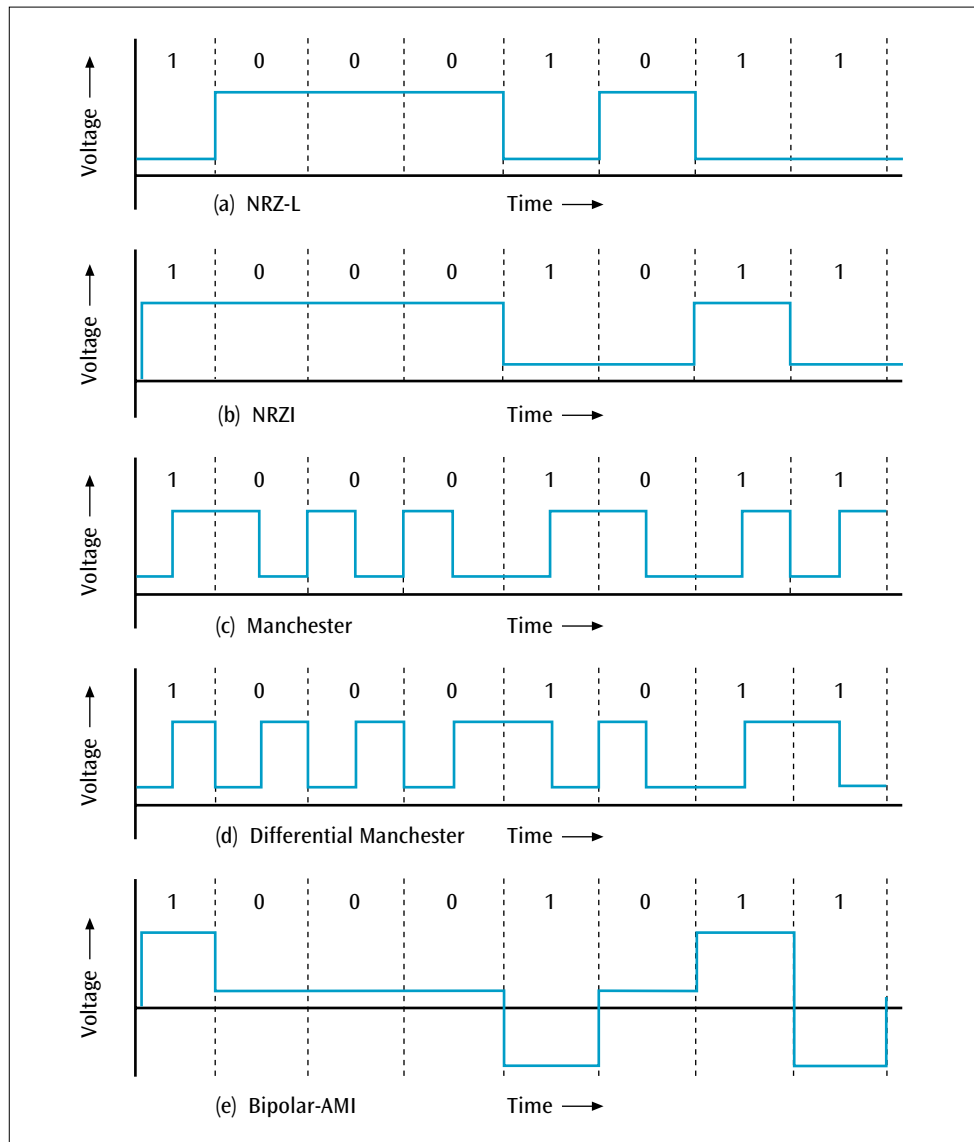 1 0 0 0 1 0 1 1
Voltage
(a) NRZ-L Time
1 0 0 0 1 0 1 1
Voltage
(b) NRZI Time
1 0 0 0 1 0 1 1
Voltage
(c) Manchester Time
1 0 0 0 1 0 1 1
Voltage
(d) Differential Manchester Time
1 0 0 0 1 0 1 1
Voltage
(e) Bipolar-AMI Time